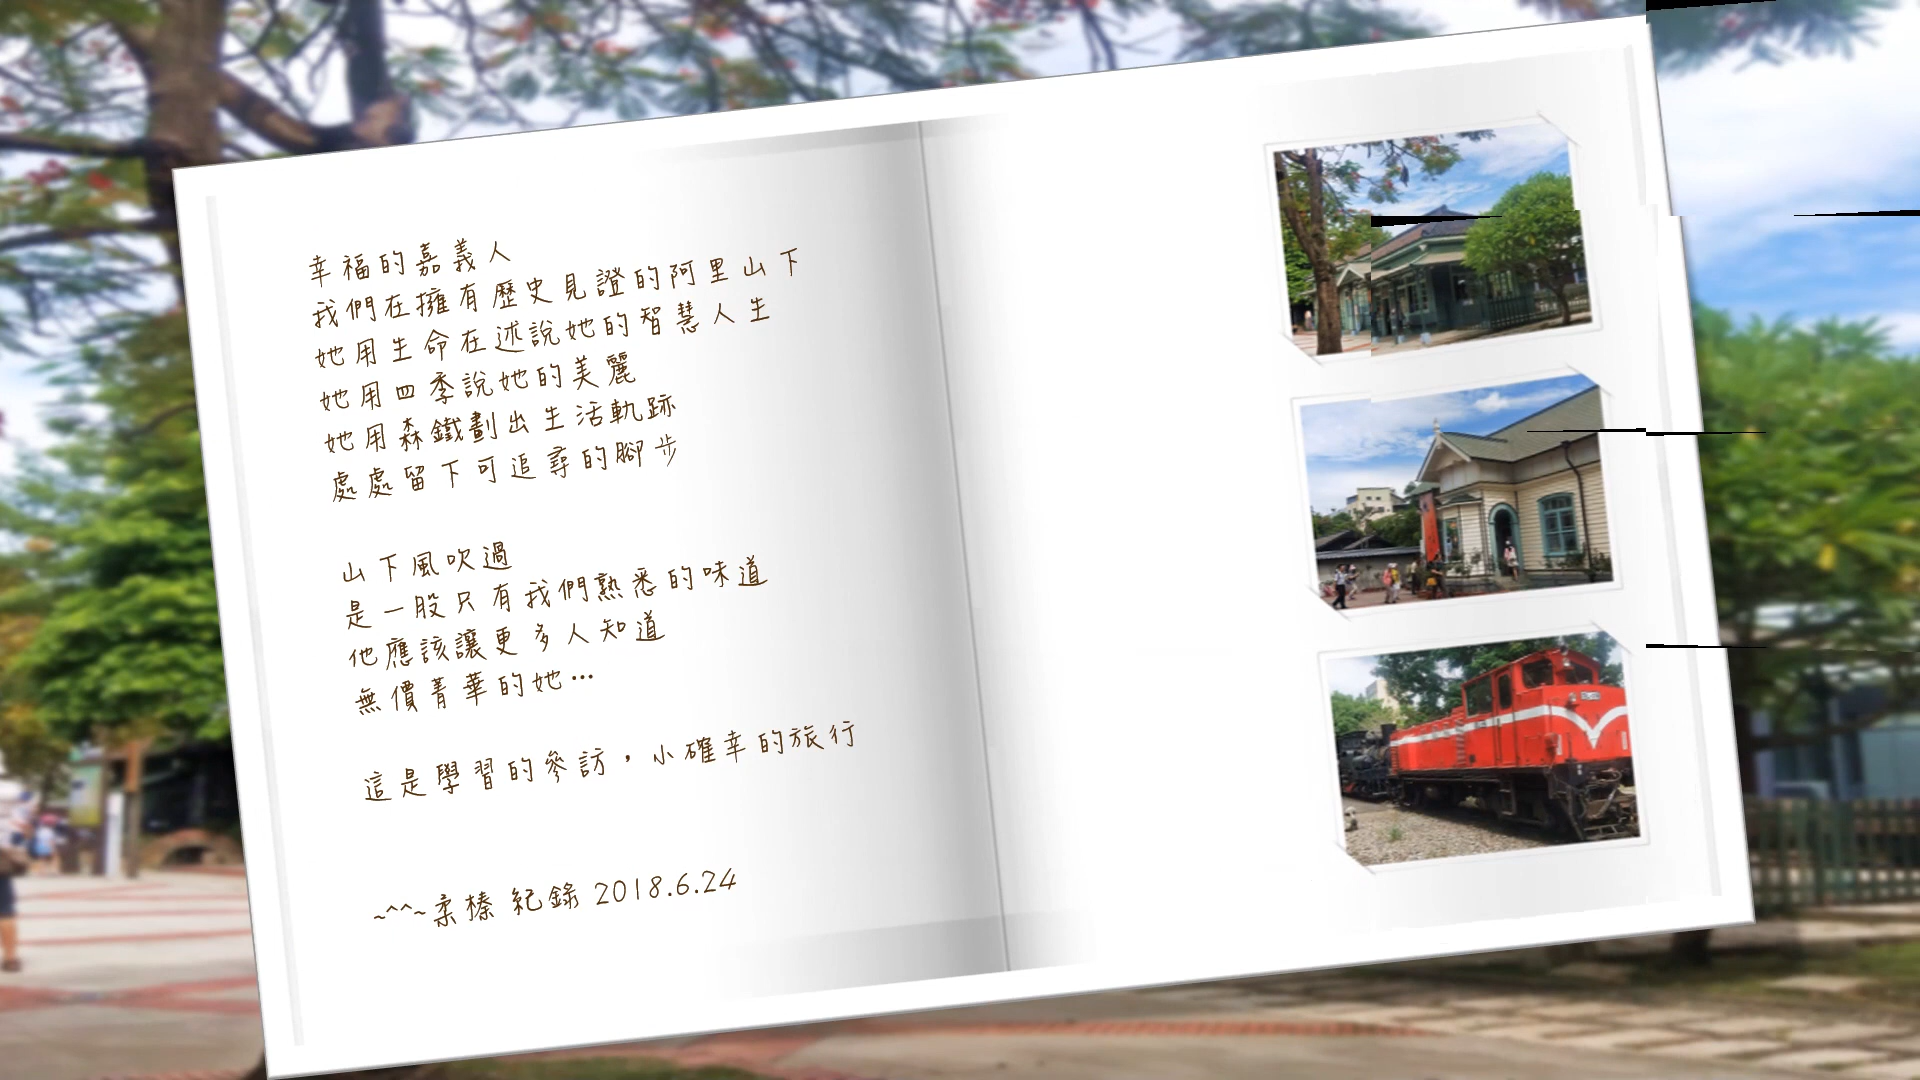 幸福的嘉義人
我們在擁有歷史見證的阿里山下
她用生命在述說她的智慧人生
她用四季說她的美麗
她用森鐵劃出生活軌跡
處處留下可追尋的腳步
山下風吹過
是一股只有我們熟悉的味道
他應該讓更多人知道
無價菁華的她…
這是學習的參訪，小確幸的旅行
~^^~柔榛 紀錄 2018.6.24